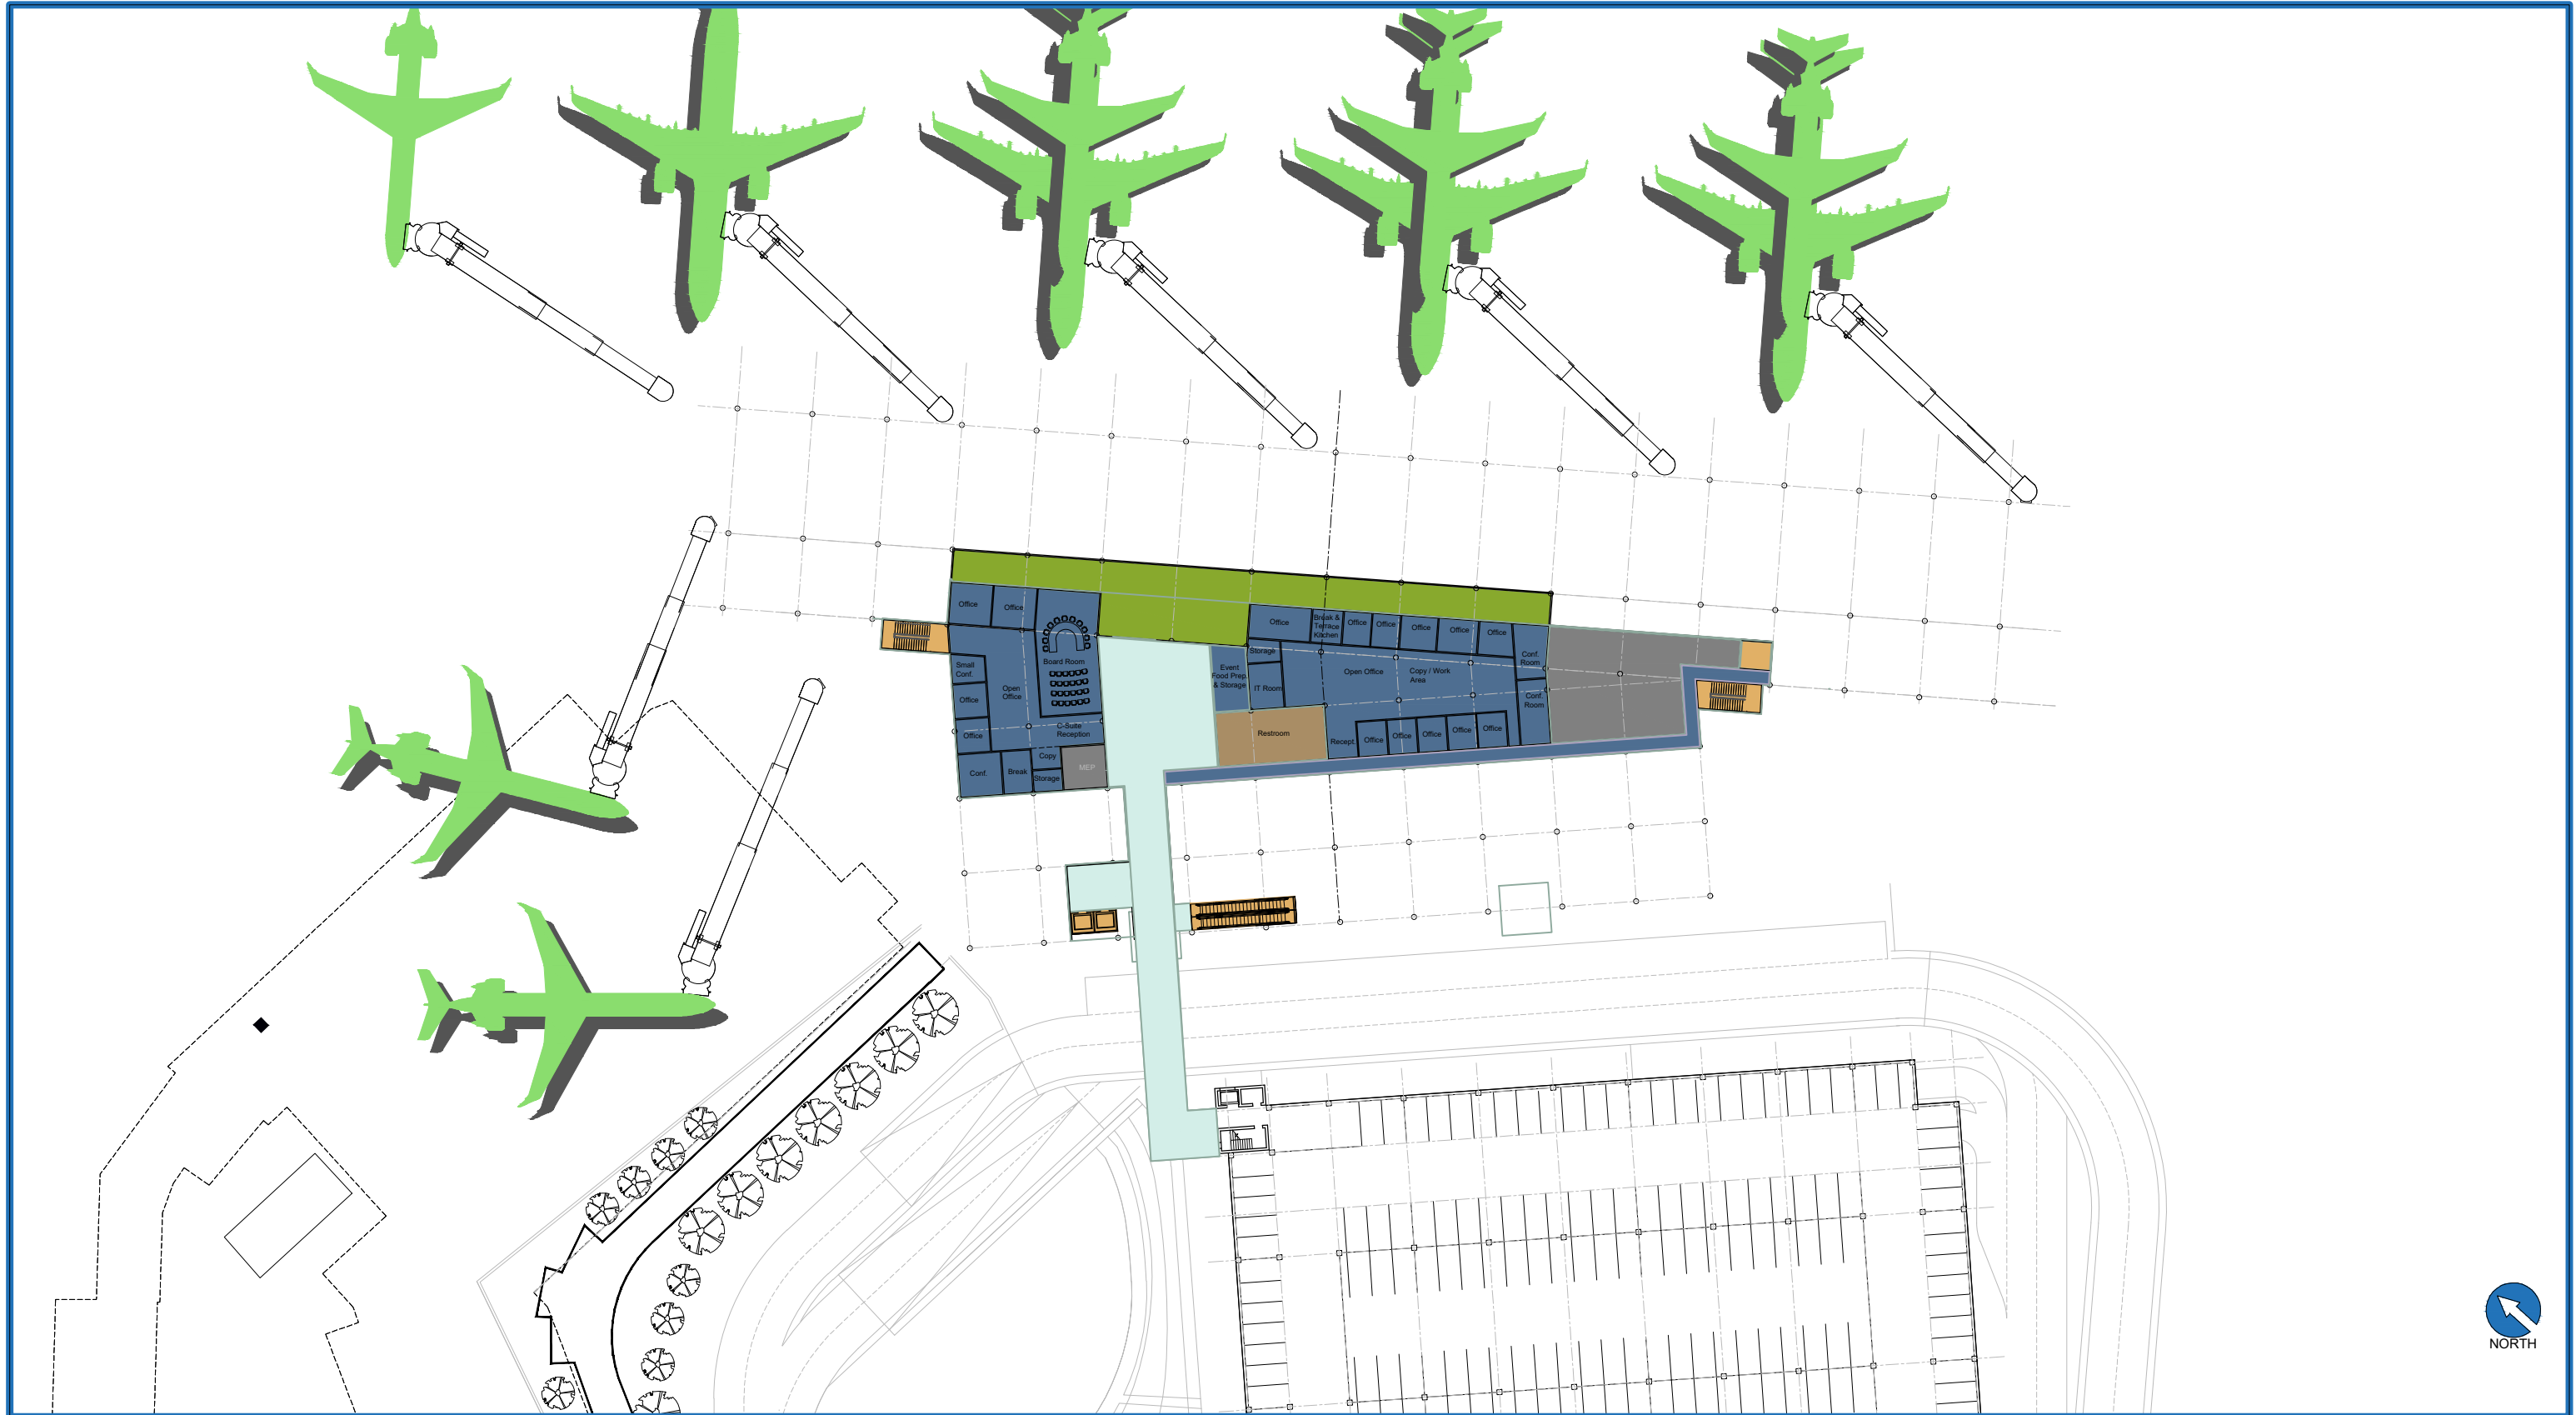 Office
Office
Board Room
Small
Conf.
Office
Open
Office
Office
C-Suite
Reception
Conf.
Break
Copy
Storage
MEP
Event
Food Prep
& Storage
Office
Break &
Terrace
Kitchen
Office
Office
Office
Office
Office
Storage
IT Room
Open Office
Copy / Work
Area
Conf.
Room
Conf.
Room
Restroom
Recept.
Office
Office
Office
Office
Office
NORTH